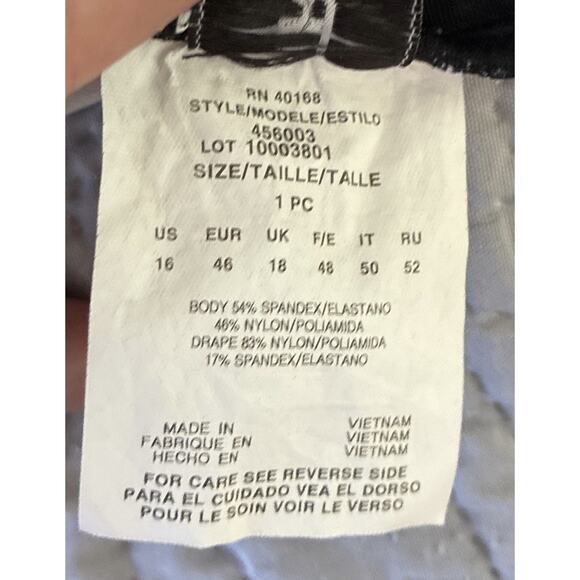 RN 40168
STYLE/MODELE/ESTILO
456003
LOT 10003801
SIZE/TAILLE/TALLE
1 PC
US EUR UK F/E IT RU
16 46 18 48 50 52
BODY 54% SPANDEX/ELASTANO
46% NYLON/POLIAMIDA
DRAPE 83% NYLON/POLIAMIDA
17% SPANDEX/ELASTANO
MADE IN VIETNAM
FABRIQUE EN VIETNAM
HECHO EN VIETNAM
FOR CARE SEE REVERSE SIDE
PARA EL CUIDADO VEA EL DORSO
POUR LE SOIN VOIR LE VERSO